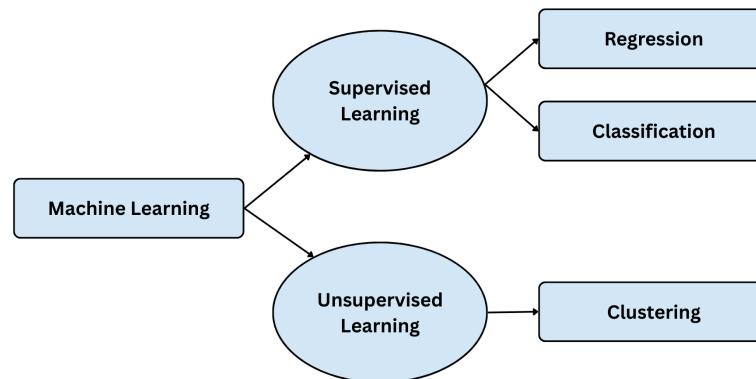 Regression
Supervised
Learning
Classification
Machine Learning
Unsupervised
Learning
Clustering